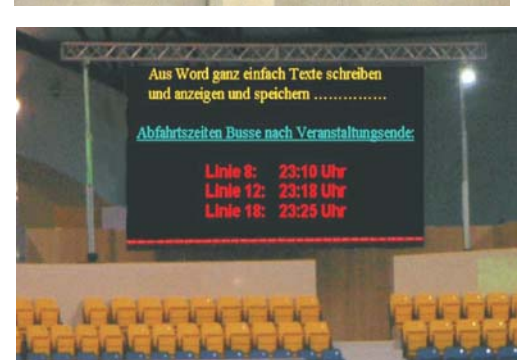 Aus Word ganz einfach Texte schreiben
und anzeigen und speichern ……………
Abfahrtszeiten Busse nach Veranstaltungsende:
Linie 8: 23:10 Uhr
Linie 12: 23:18 Uhr
Linie 18: 23:25 Uhr